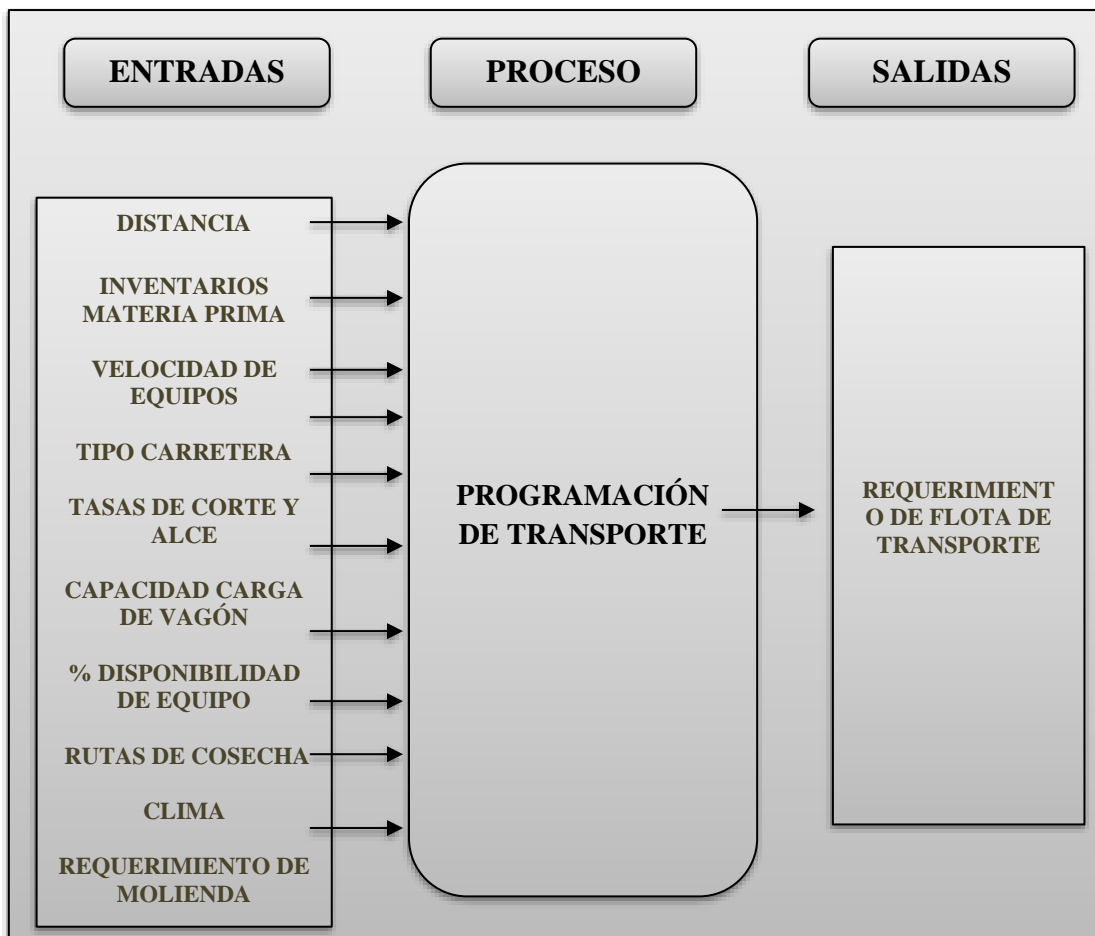 ENTRADAS
PROCESO
SALIDAS
DISTANCIA
INVENTARIOS
MATERIA PRIMA
VELOCIDAD DE
EQUIPOS
TIPO CARRETERA
TASAS DE CORTE Y
ALCE
CAPACIDAD CARGA
DE VAGÓN
% DISPONIBILIDAD
DE EQUIPO
RUTAS DE COSECHA
CLIMA
REQUERIMIENTO DE
MOLIENDA
PROGRAMACIÓN
DE TRANSPORTE
REQUERIMIENT
O DE FLOTA DE
TRANSPORTE